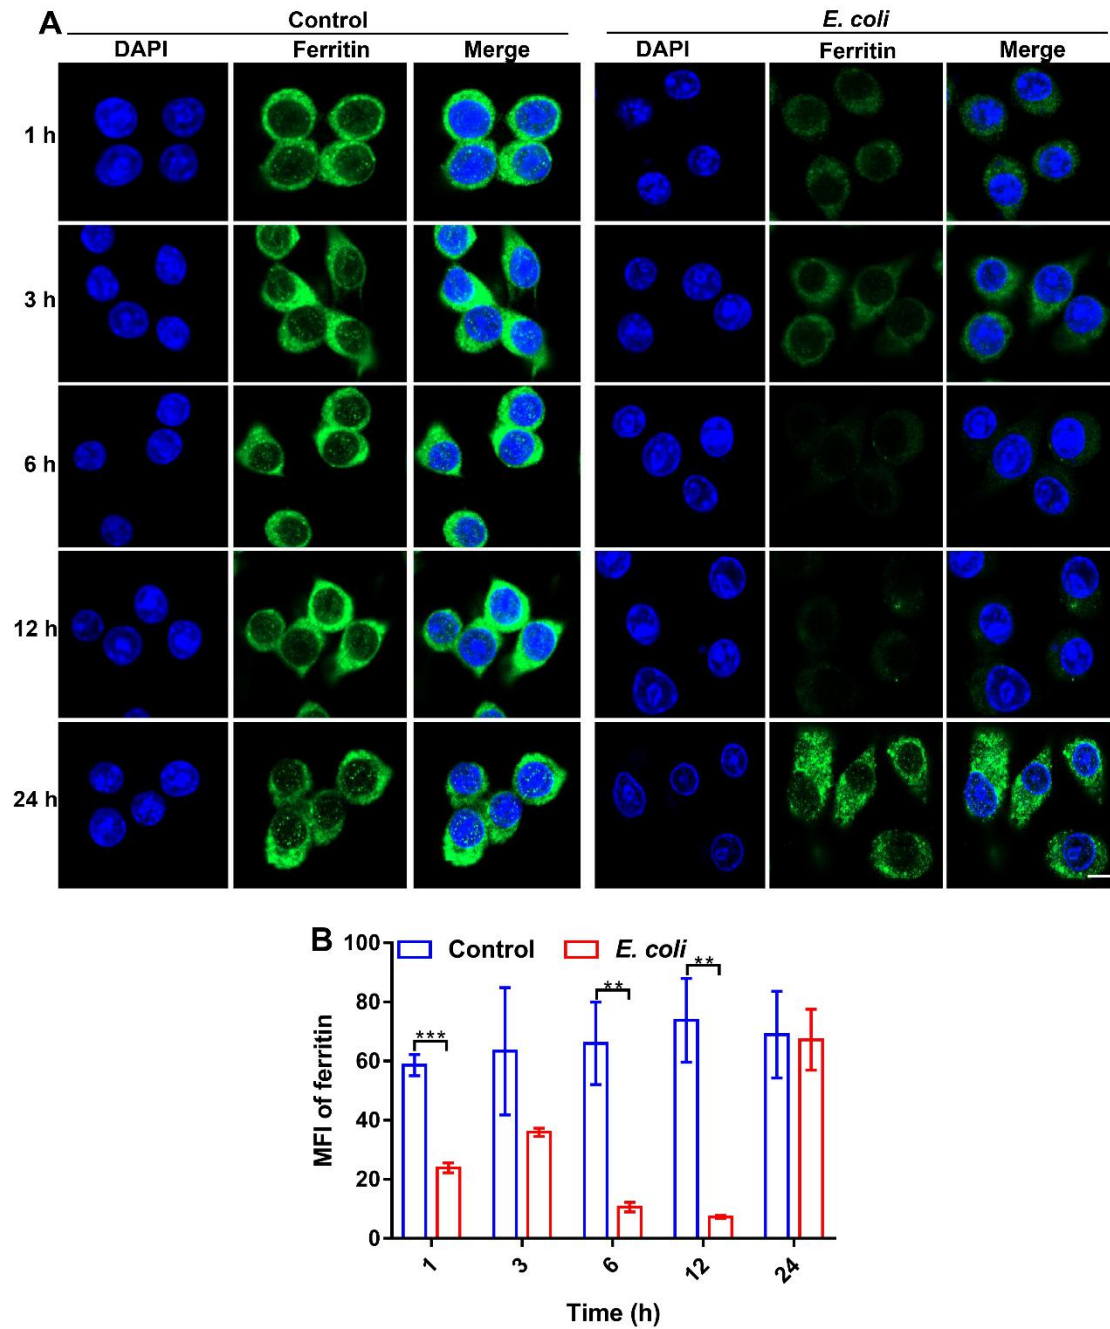 A
Control
E. coli
DAPI Ferritin Merge DAPI Ferritin Merge
1 h
3 h
6 h
12 h
24 h
B
Control E. coli
100
80
60
40
20
0
***
**
**
MFI of ferritin
1 3 6 12 24
Time (h)